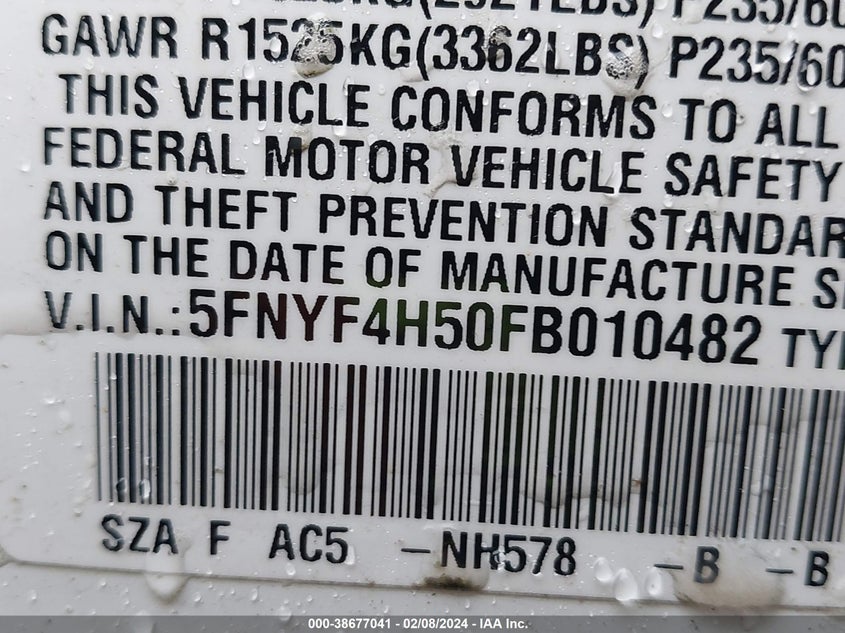 GAWR R1525KG(3362LBS) P235/60
THIS VEHICLE CONFORMS TO ALL
FEDERAL MOTOR VEHICLE SAFETY
AND THEFT PREVENTION STANDAR
ON THE DATE OF MANUFACTURE S
V.I.N.:5FNYF4H50FB010482 TY
SZA F AC5 -NH578 -B -B
000-38677041 - 02/08/2024 - IAA Inc.